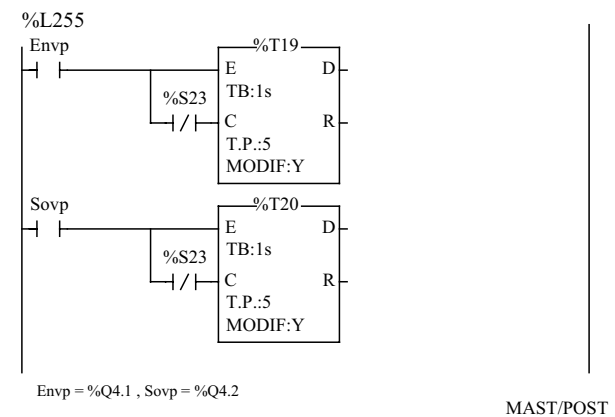 %L255
Envp
%T19
E D
TB:1s
%S23
C R
T.P.:5
MODIF:Y
Sovp
%T20
E D
TB:1s
%S23
C R
T.P.:5
MODIF:Y
Envp = %Q4.1 , Sovp = %Q4.2
MAST/POST